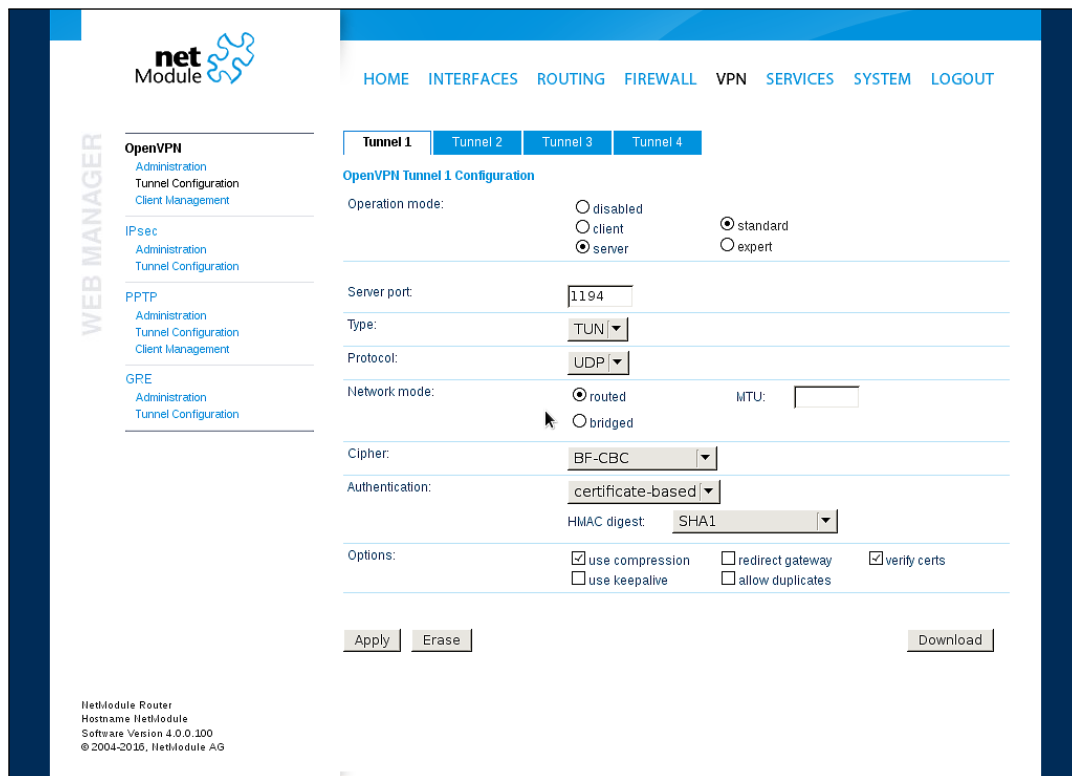 net
Module
HOME INTERFACES ROUTING FIREWALL VPN SERVICES SYSTEM LOGOUT
WEB MANAGER
OpenVPN
Administration
Tunnel Configuration
Client Management
IPsec
Administration
Tunnel Configuration
PPTP
Administration
Tunnel Configuration
Client Management
GRE
Administration
Tunnel Configuration
Tunnel 1 Tunnel 2 Tunnel 3 Tunnel 4
OpenVPN Tunnel 1 Configuration
Operation mode:
disabled
client
server
standard
expert
Server port: 1194
Type: TUN
Protocol: UDP
Network mode: routed MTU:
bridged
Cipher: BF-CBC
Authentication: certificate-based
HMAC digest: SHA1
Options: use compression redirect gateway verify certs
use keepalive allow duplicates
Apply Erase Download
NetModule Router
Hostname NetModule
Software Version 4.0.0.100
© 2004-2016, NetModule AG